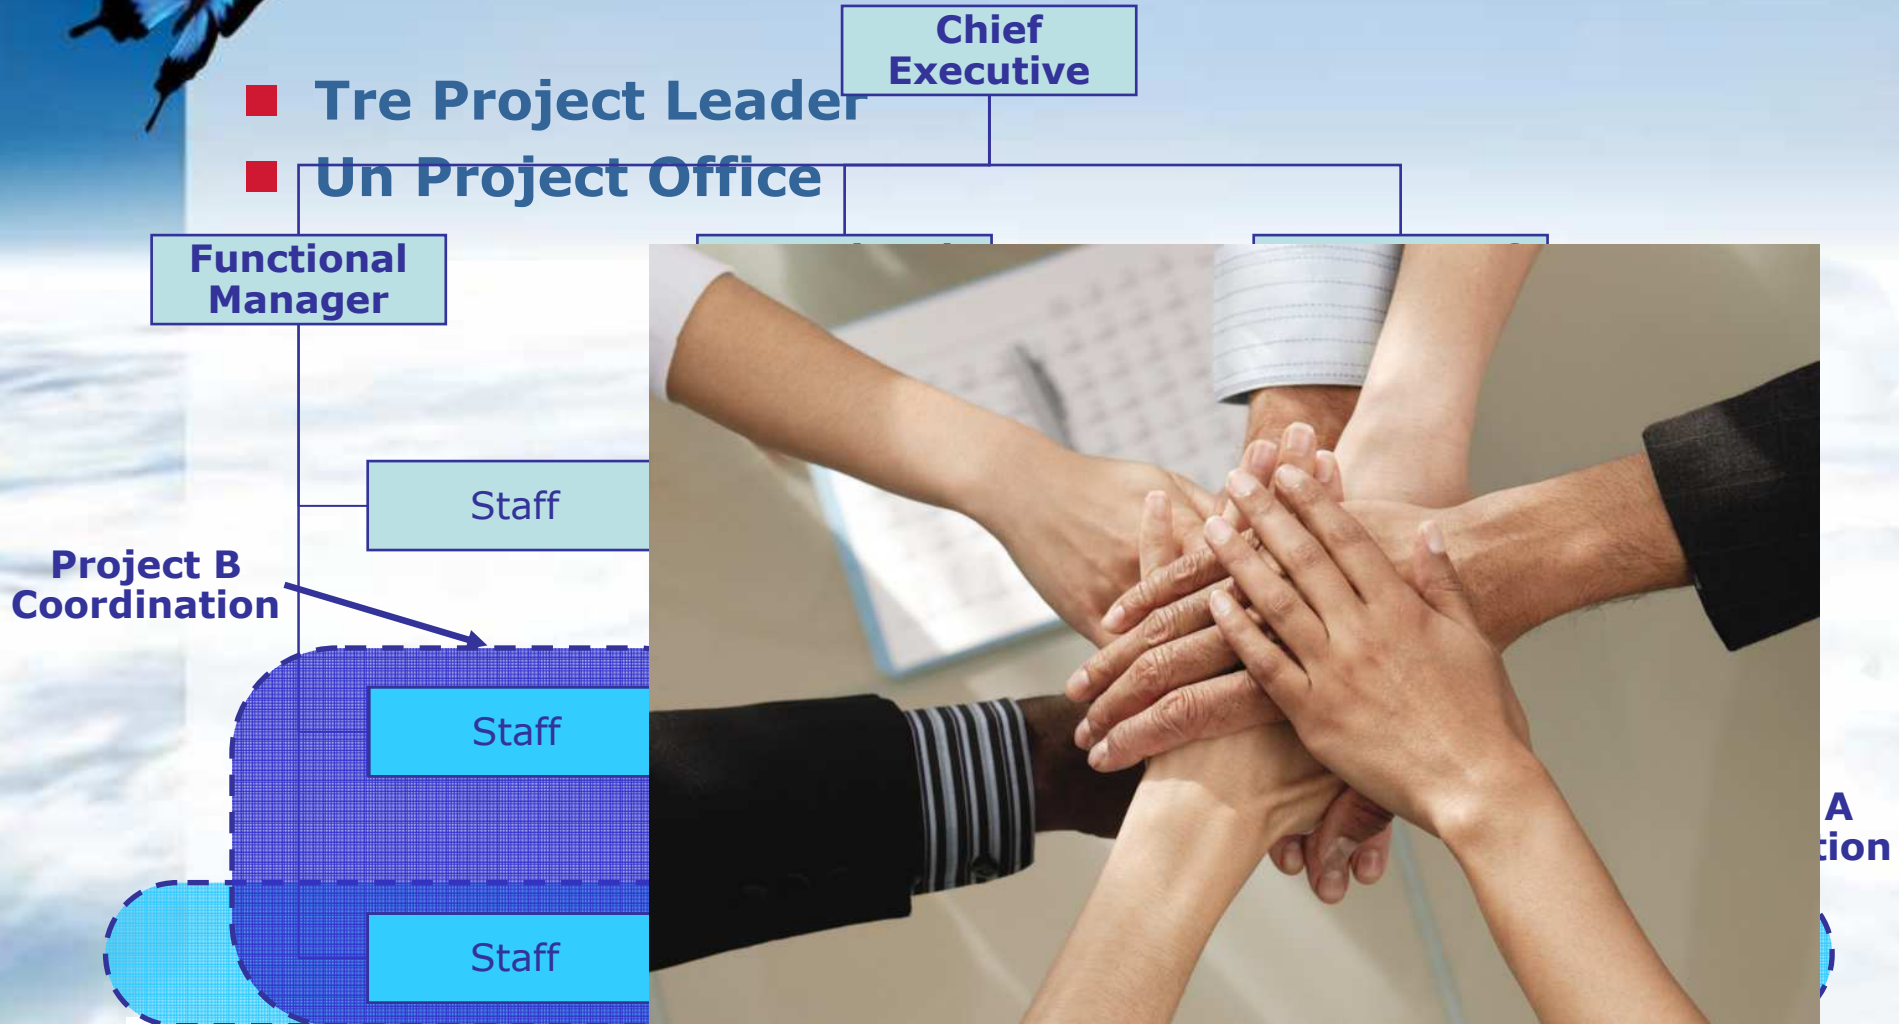 Chief
Executive
Tre Project Leader
Un Project Office
Functional
Manager
Staff
Project B
Coordination
Staff
A
tion
Staff